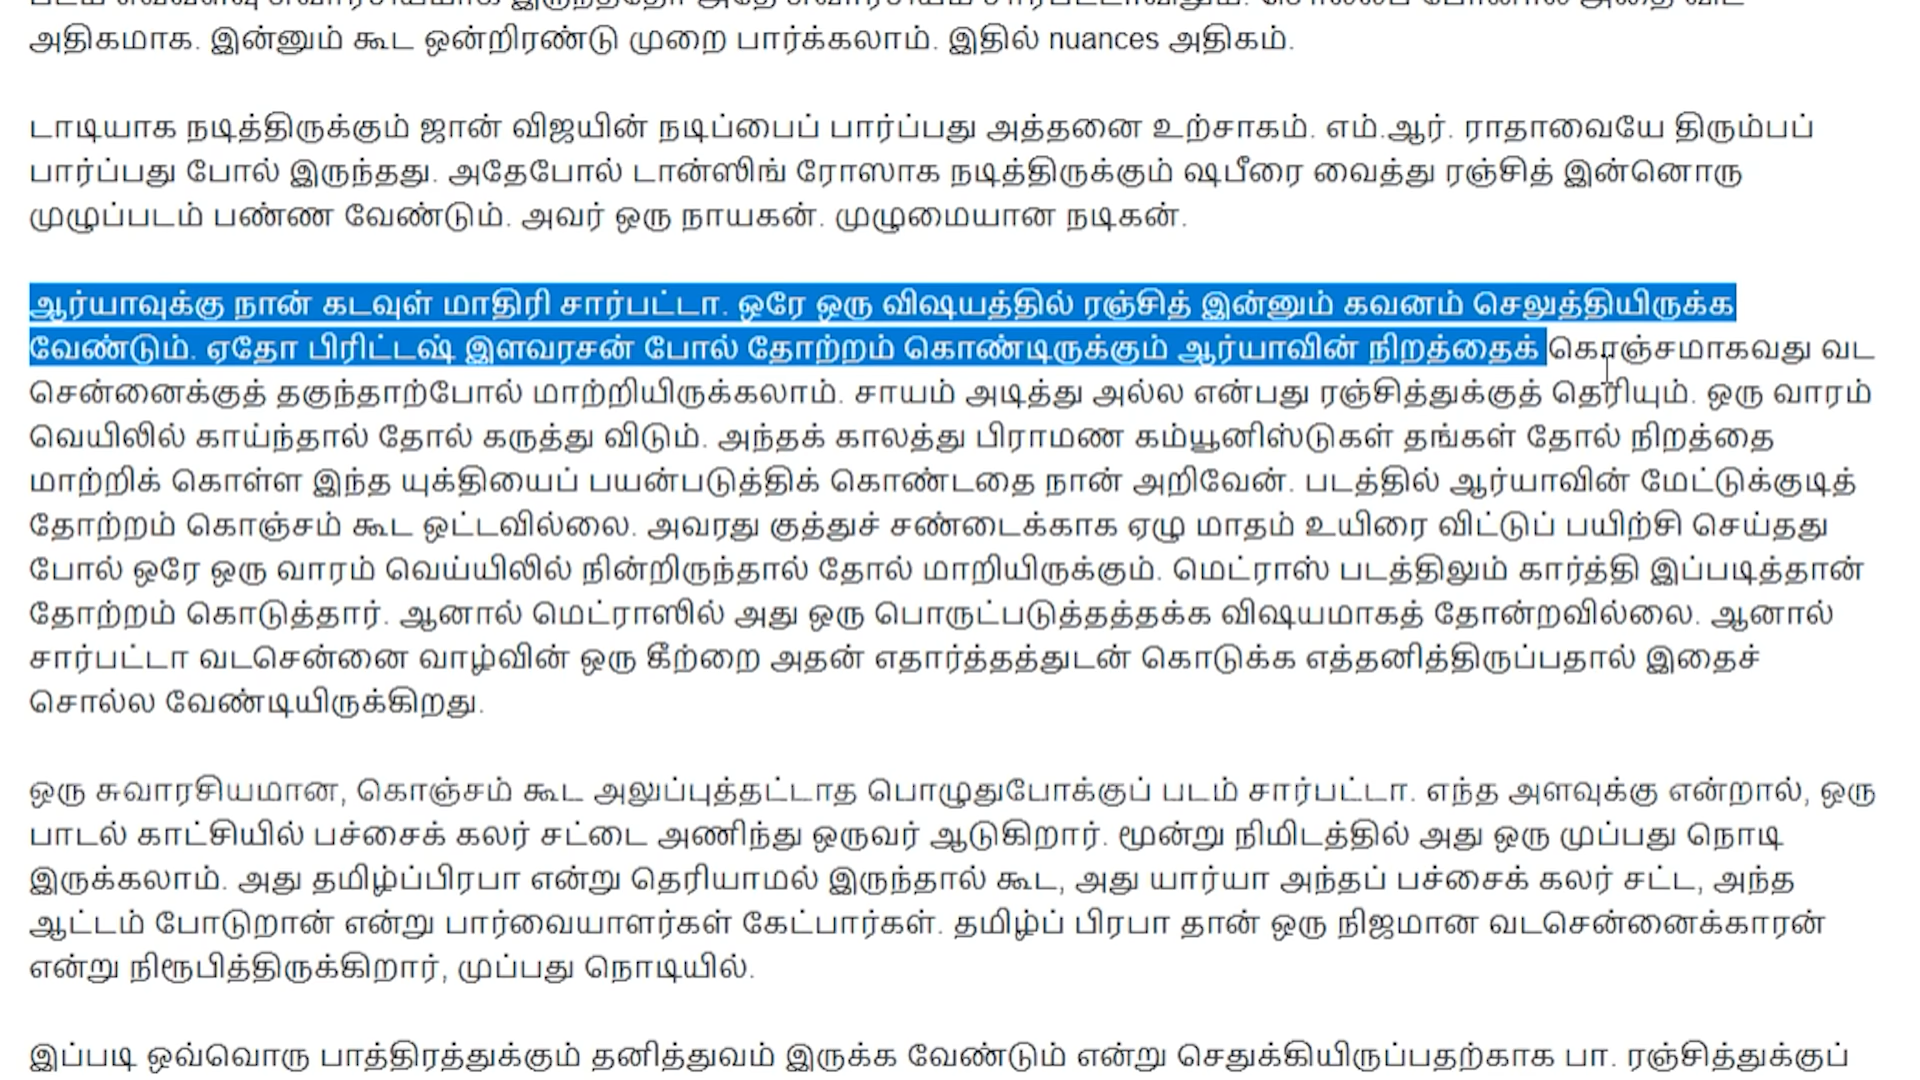 அதிகமாக. இன்னும் கூட ஒன்றிரண்டு முறை பார்க்கலாம். இதில் nuances அதிகம்.
டாடியாக நடித்திருக்கும் ஜான் விஜயின் நடிப்பைப் பார்ப்பது அத்தனை உற்சாகம். எம்.ஆர். ராதாவையே திரும்பப்
பார்ப்பது போல் இருந்தது. அதேபோல் டான்ஸிங் ரோஸாக நடித்திருக்கும் ஷபீரை வைத்து ரஞ்சித் இன்னொரு
முழுப்படம் பண்ண வேண்டும். அவர் ஒரு நாயகன். முழுமையான நடிகன்.
ஆர்யாவுக்கு நான் கடவுள் மாதிரி சார்பட்டா. ஒரே ஒரு விஷயத்தில் ரஞ்சித் இன்னும் கவனம் செலுத்தியிருக்க
வேண்டும். ஏதோ பிரிட்டஷ் இளவரசன் போல் தோற்றம் கொண்டிருக்கும் ஆர்யாவின் நிறத்தைக் கொஞ்சமாகவது வட
சென்னைக்குத் தகுந்தாற்போல் மாற்றியிருக்கலாம். சாயம் அடித்து அல்ல என்பது ரஞ்சித்துக்குத் தெரியும். ஒரு வாரம்
வெயிலில் காய்ந்தால் தோல் கருத்து விடும். அந்தக் காலத்து பிராமண கம்யூனிஸ்டுகள் தங்கள் தோல் நிறத்தை
மாற்றிக் கொள்ள இந்த யுக்தியைப் பயன்படுத்திக் கொண்டதை நான் அறிவேன். படத்தில் ஆர்யாவின் மேட்டுக்குடித்
தோற்றம் கொஞ்சம் கூட ஒட்டவில்லை. அவரது குத்துச் சண்டைக்காக ஏழு மாதம் உயிரை விட்டுப் பயிற்சி செய்தது
போல் ஒரே ஒரு வாரம் வெய்யிலில் நின்றிருந்தால் தோல் மாறியிருக்கும். மெட்ராஸ் படத்திலும் கார்த்தி இப்படித்தான்
தோற்றம் கொடுத்தார். ஆனால் மெட்ராஸில் அது ஒரு பொருட்படுத்தத்தக்க விஷயமாகத் தோன்றவில்லை. ஆனால்
சார்பட்டா வடசென்னை வாழ்வின் ஒரு கீற்றை அதன் எதார்த்தத்துடன் கொடுக்க எத்தனித்திருப்பதால் இதைச்
சொல்ல வேண்டியிருக்கிறது.
ஒரு சுவாரசியமான, கொஞ்சம் கூட அலுப்புத்தட்டாத பொழுதுபோக்குப் படம் சார்பட்டா. எந்த அளவுக்கு என்றால், ஒரு
பாடல் காட்சியில் பச்சைக் கலர் சட்டை அணிந்து ஒருவர் ஆடுகிறார். மூன்று நிமிடத்தில் அது ஒரு முப்பது நொடி
இருக்கலாம். அது தமிழ்ப்பிரபா என்று தெரியாமல் இருந்தால் கூட, அது யார்யா அந்தப் பச்சைக் கலர் சட்ட, அந்த
ஆட்டம் போடுறான் என்று பார்வையாளர்கள் கேட்பார்கள். தமிழ்ப் பிரபா தான் ஒரு நிஜமான வடசென்னைக்காரன்
என்று நிரூபித்திருக்கிறார், முப்பது நொடியில்.
இப்படி ஒவ்வொரு பாத்திரத்துக்கும் தனித்துவம் இருக்க வேண்டும் என்று செதுக்கியிருப்பதற்காக பா. ரஞ்சித்துக்குப்